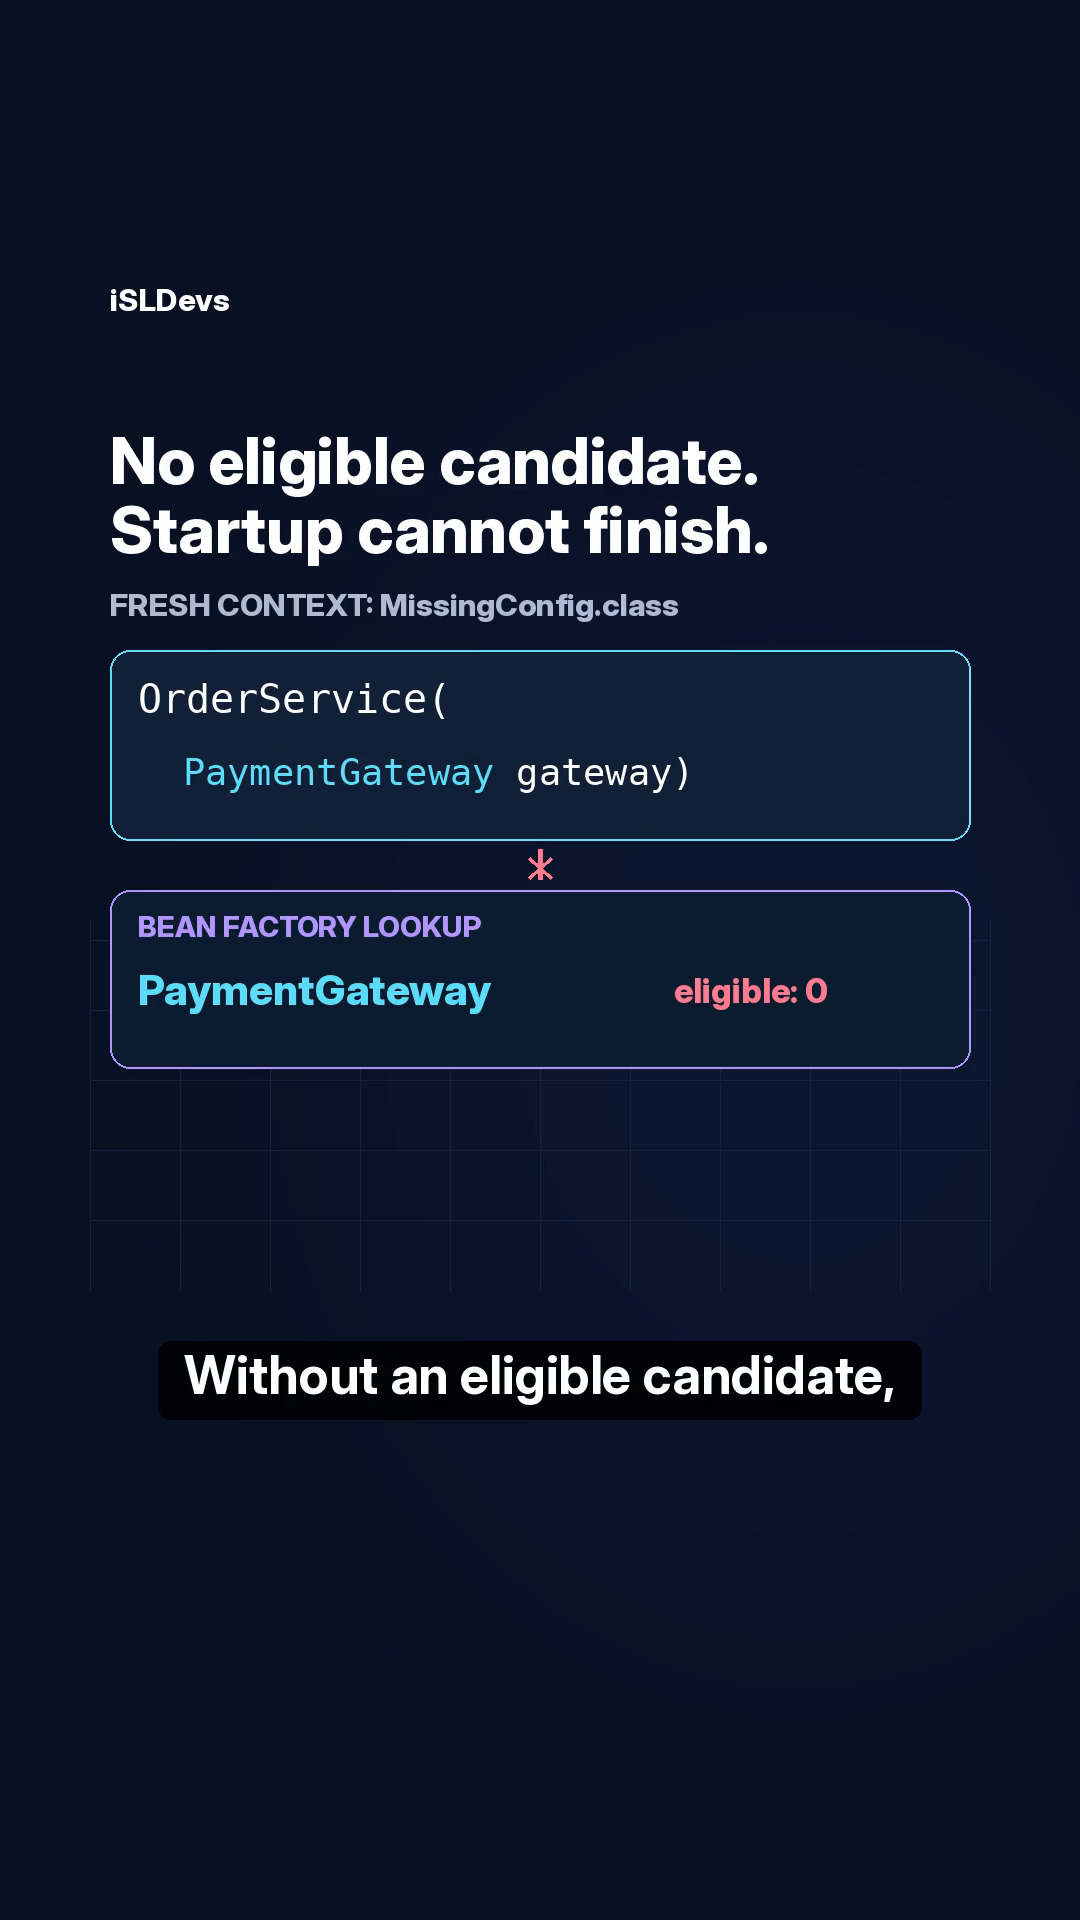 iSLDevs
No eligible candidate.
Startup cannot finish.
FRESH CONTEXT: MissingConfig.class
OrderService(
PaymentGateway gateway)
BEAN FACTORY LOOKUP
PaymentGateway eligible: 0
Without an eligible candidate,